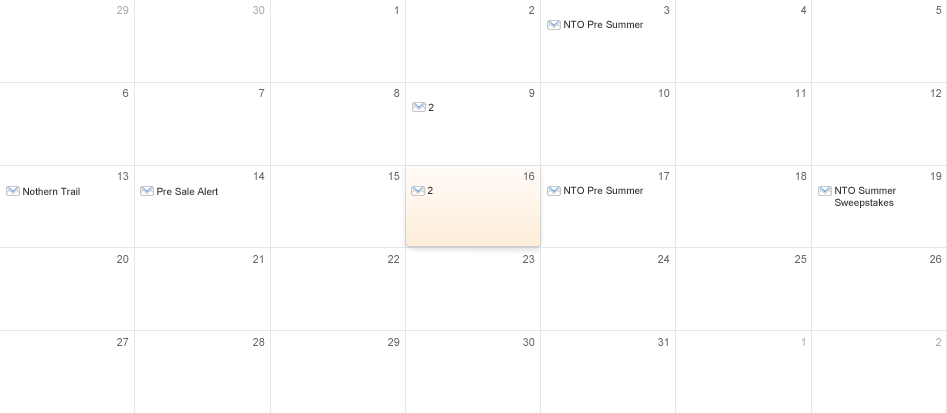 29 30 1 2 3 4 5
NTO Pre Summer
6 7 8 9 10 11 12
2
13 14 15 16 17 18 19
Nothern Trail Pre Sale Alert 2 NTO Pre Summer NTO Summer
Sweepstakes
20 21 22 23 24 25 26
27 28 29 30 31 1 2